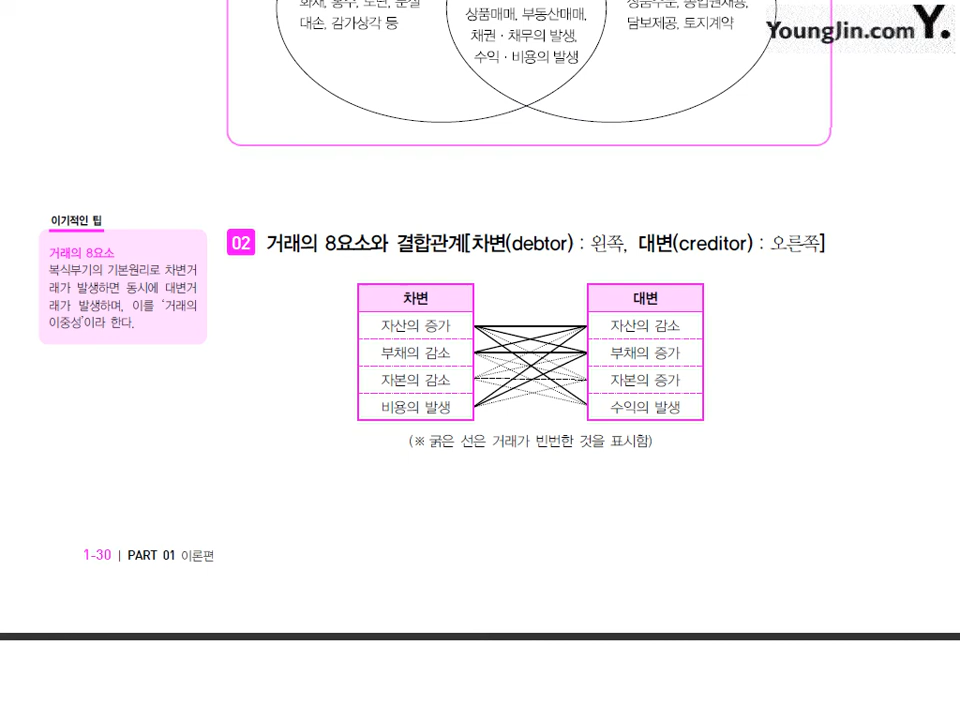 대손, 감가상각 등
상품매매, 부동산매매,
채권 · 채무의 발생,
수익 · 비용의 발생
담보제공, 토지계약
YoungJin.com Y.
이기적인 팁
거래의 8요소
복식부기의 기본원리로 차변거
래가 발생하면 동시에 대변거
래가 발생하며, 이를 ‘거래의
이중성’이라 한다.
02 거래의 8요소와 결합관계[차변(debtor) : 왼쪽, 대변(creditor) : 오른쪽]
차변 대변
자산의 증가 자산의 감소
부채의 감소 부채의 증가
자본의 감소 자본의 증가
비용의 발생 수익의 발생
(※ 굵은 선은 거래가 빈번한 것을 표시함)
1-30 | PART 01 이론편